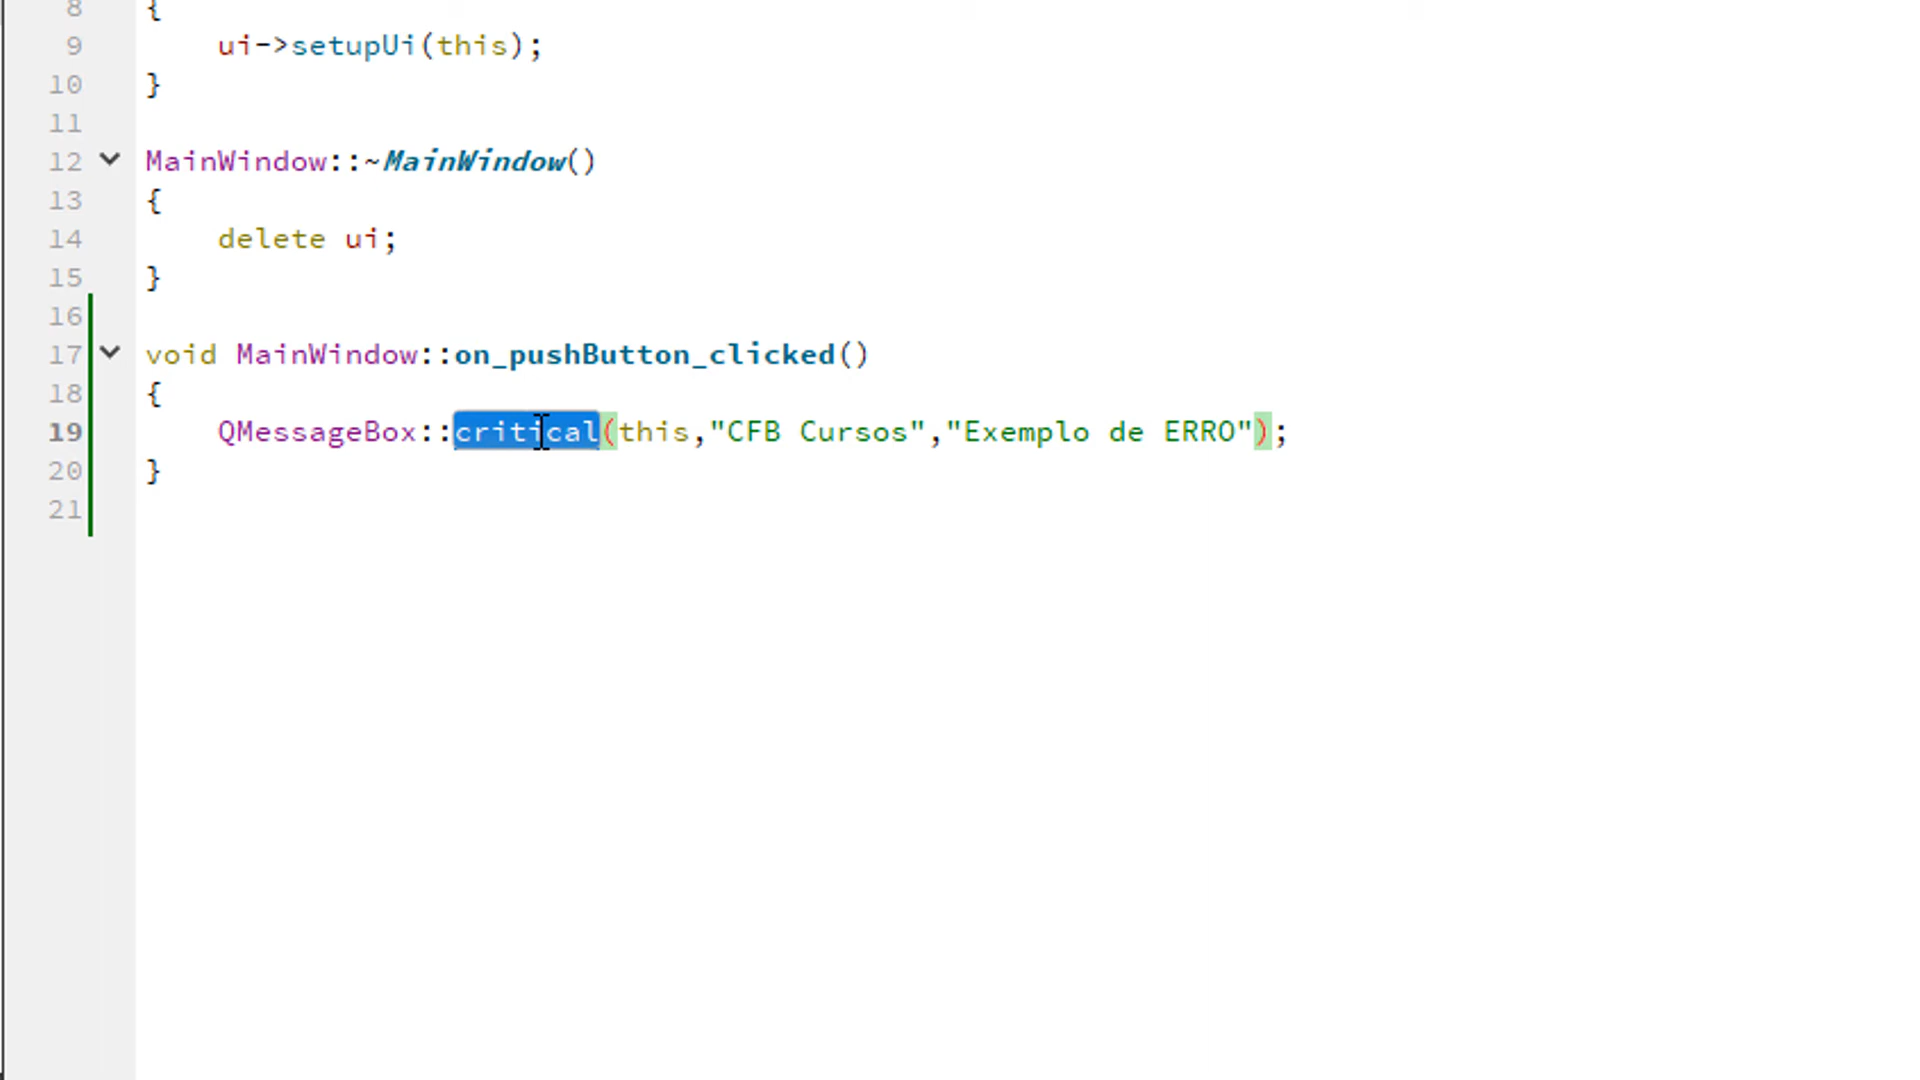 8 {
9     ui->setupUi(this);
10 }
11
12 MainWindow::~MainWindow()
13 {
14     delete ui;
15 }
16
17 void MainWindow::on_pushButton_clicked()
18 {
19     QMessageBox::critical(this,"CFB Cursos","Exemplo de ERRO");
20 }
21